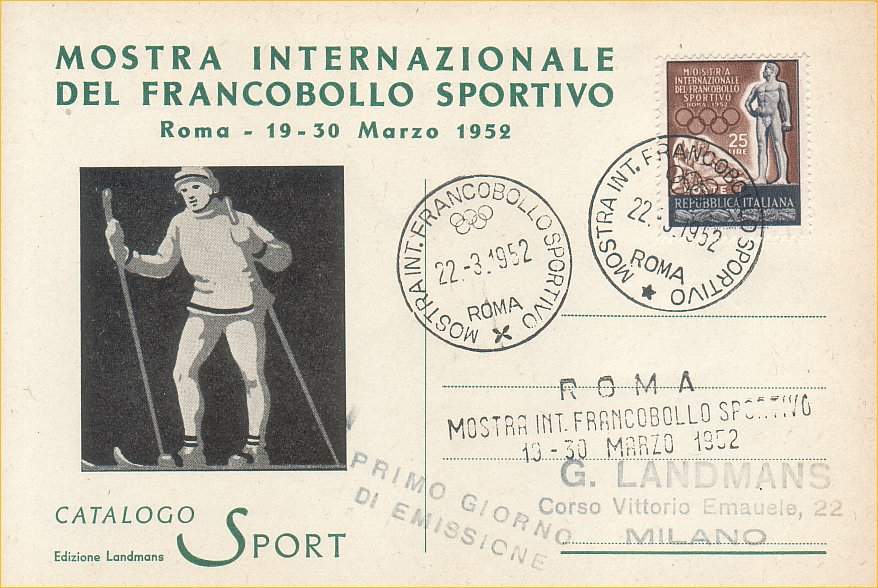 MOSTRA INTERNAZIONALE
DEL FRANCOBOLLO SPORTIVO
Roma - 19-30 Marzo 1952
MOSTRA
INTERNAZIONALE
DEL FRANCOBOLLO
SPORTIVO
ROMA 1952
25
LIRE
POSTE
REPUBBLICA ITALIANA
MOSTRA INT. FRANCOBOLLO SPORTIVO
22.-3.1952
ROMA
MOSTRA INT. FRANCOBOLLO SPORTIVO
22.-3.1952
ROMA
ROMA
MOSTRA INT. FRANCOBOLLO SPORTIVO
19-30 MARZO 1952
G. LANDMANS
Corso Vittorio Emauele, 22
MILANO
PRIMO GIORNO
DI EMISSIONE
CATALOGO
SPORT
Edizione Landmans